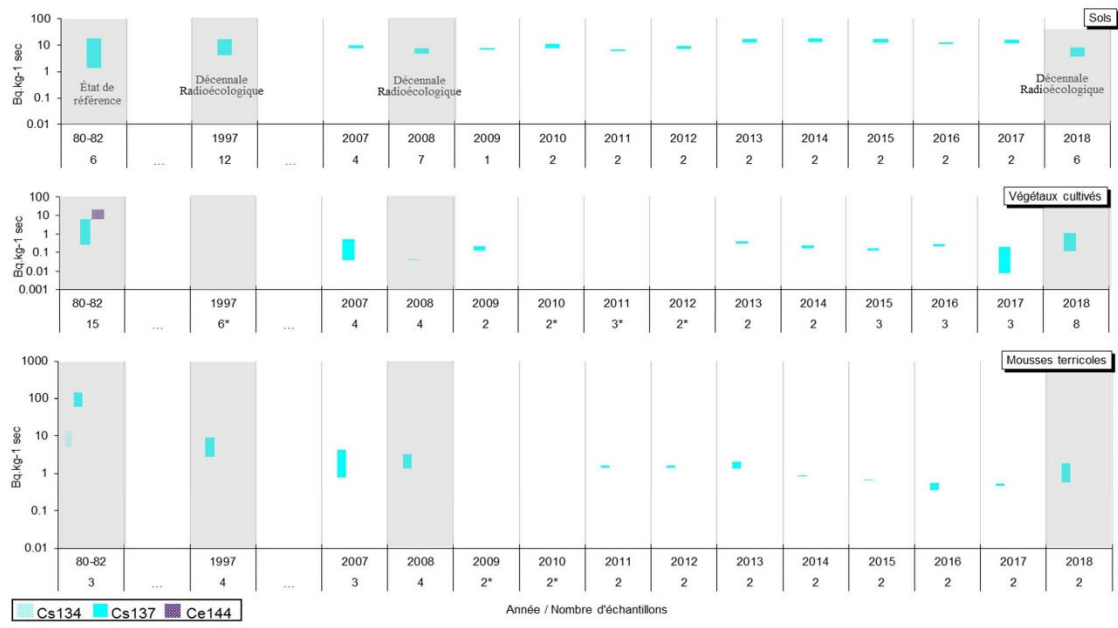 Sols
Bq.kg-1 sec
100
10
1
0.1
0.01
État de
référence
Décennale
Radioécologique
Décennale
Radioécologique
Décennale
Radioécologique
80-82 1997 2007 2008 2009 2010 2011 2012 2013 2014 2015 2016 2017 2018
6 ... 12 ... 4 7 1 2 2 2 2 2 2 2 2 6
Végétaux cultivés
Bq.kg-1 sec
100
10
1
0.1
0.01
0.001
80-82 1997 2007 2008 2009 2010 2011 2012 2013 2014 2015 2016 2017 2018
15 ... 6* ... 4 4 2 2* 3* 2* 2 2 3 3 3 8
Mousses terricoles
Bq.kg-1 sec
1000
100
10
1
0.1
0.01
80-82 1997 2007 2008 2009 2010 2011 2012 2013 2014 2015 2016 2017 2018
3 ... 4 ... 3 4 2* 2* 2 2 2 2 2 2 2 2
Cs134 Cs137 Ce144
Année / Nombre d'échantillons